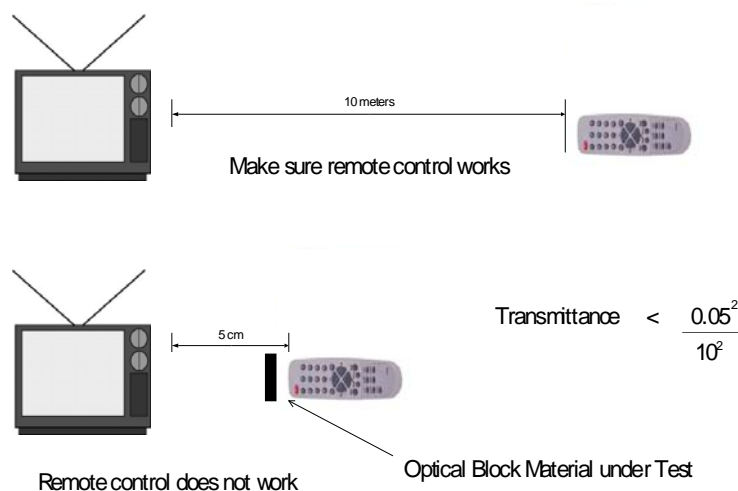 10 meters
Make sure remote control works
5 cm
Transmittance < 0.05²
10²
Remote control does not work
Optical Block Material under Test